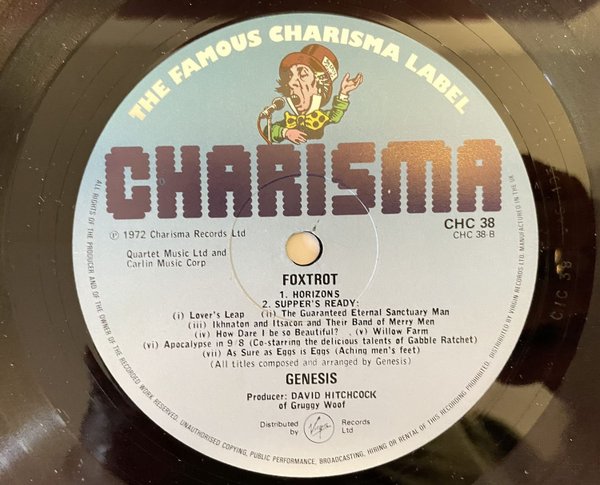 THE FAMOUS CHARISMA LABEL
CHARISMA
CHC 38
CHC 38-B
℗ 1972 Charisma Records Ltd
Quartet Music Ltd and
Carlin Music Corp
FOXTROT
1. HORIZONS
2. SUPPER'S READY:
(i) Lover's Leap (ii) The Guaranteed Eternal Sanctuary Man
(iii) Ikhnaton and Itsacon and Their Band of Merry Men
(iv) How Dare I be so Beautiful? (v) Willow Farm
(vi) Apocalypse in 9/8 (Co-starring the delicious talents of Gabble Ratchet)
(vii) As Sure as Eggs is Eggs (Aching men's feet)
(All titles composed and arranged by Genesis)
GENESIS
Producer: DAVID HITCHCOCK
of Gruggy Woof
Distributed by Virgin Records Ltd
ALL RIGHTS OF THE PRODUCER AND OF THE OWNER OF THE RECORDED WORK RESERVED. UNAUTHORISED COPYING, PUBLIC PERFORMANCE, BROADCASTING, HIRING OR RENTAL OF THIS RECORDING PROHIBITED. DISTRIBUTED BY VIRGIN RECORDS LTD. MANUFACTURED IN THE UK